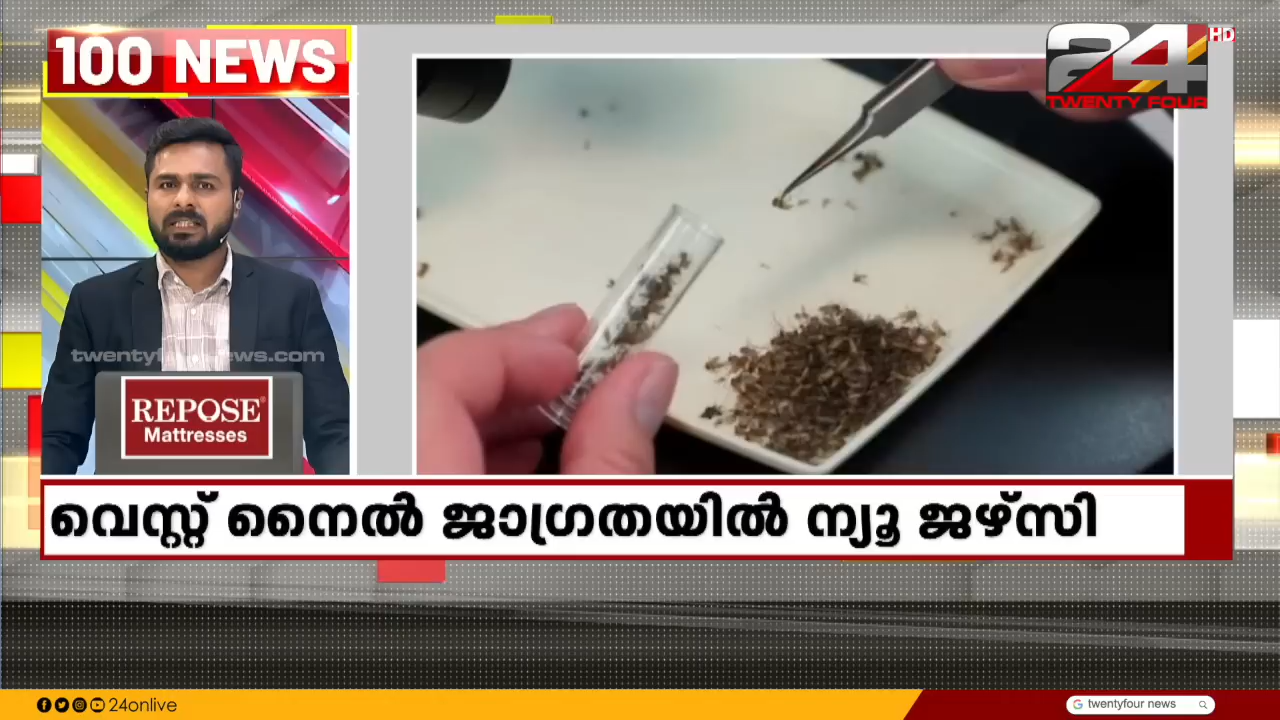 100 NEWS
24
HD
TWENTY FOUR
twentyfournews.com
REPOSE®
Mattresses
വെസ്റ്റ് നൈൽ ജാഗ്രതയിൽ ന്യൂ ജഴ്സി
24onlive
twentyfour news